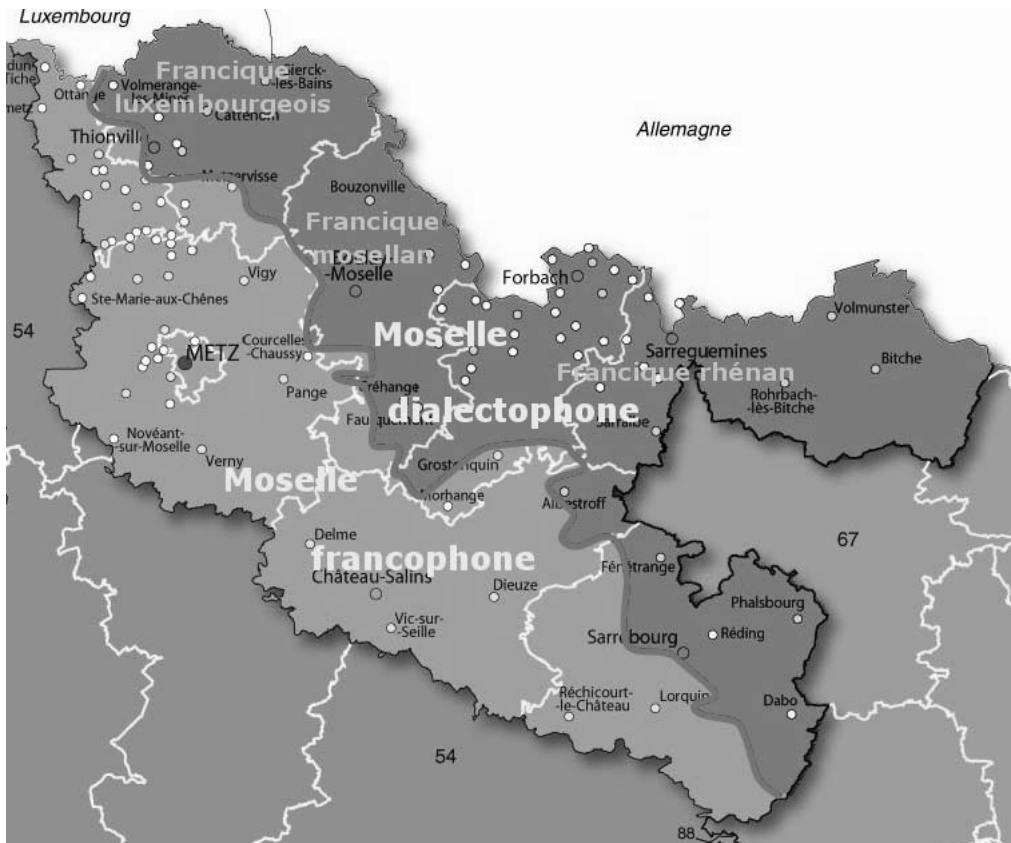 Luxembourg
Allemagne
Francique
luxembourgeois
-les-Bains
Ottange
Volmerange-
Cattenom
Thionville
Bouzonville
Francique
mosellan
-Moselle
Forbach
Vigy
Ste-Marie-aux-Chênes
Volmunster
54
Moselle
METZ
Courcelles-
-Chaussy
Sarreguemines
Bitche
Francique rhénan
Pange
Rohrbach-
-lès-Bitche
dialectophone
Novéant-
-sur-Moselle
Verny
Grostenquin
Moselle
Morhange
Albestroff
Delme
67
francophone
Fénétrange
Château-Salins
Dieuze
Phalsbourg
Vic-sur-
-Seille
Sarrebourg
Réding
Réchicourt-
-le-Château
Lorquin
Dabo
54
88